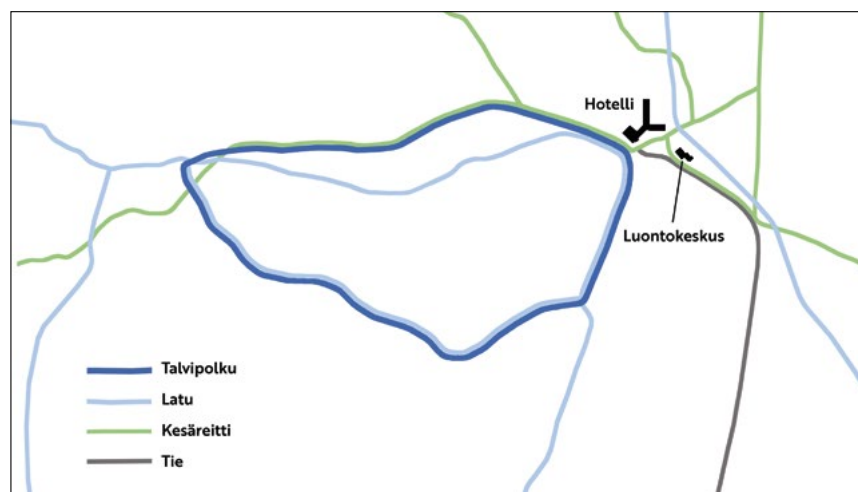 Hotelli
Luontokeskus
Talvipolku
Latu
Kesäreitti
Tie